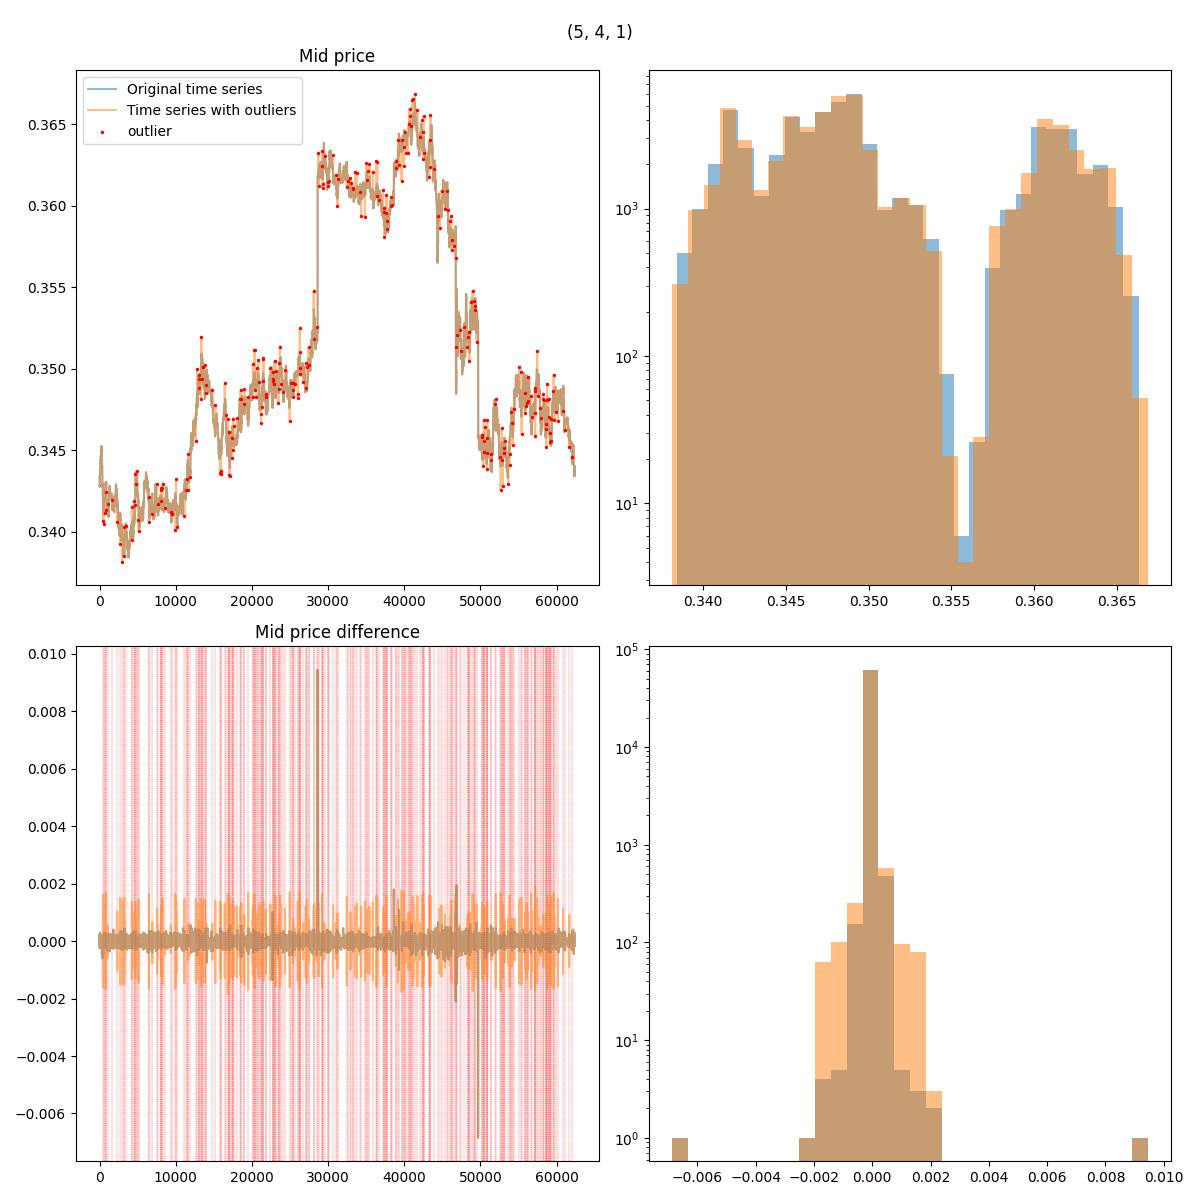 (5, 4, 1)
Mid price
Original time series
Time series with outliers
outlier
0.365
0.360
0.355
0.350
0.345
0.340
0 10000 20000 30000 40000 50000 60000
10³
10²
10¹
0.340 0.345 0.350 0.355 0.360 0.365
Mid price difference
0.010
0.008
0.006
0.004
0.002
0.000
−0.002
−0.004
−0.006
0 10000 20000 30000 40000 50000 60000
10⁵
10⁴
10³
10²
10¹
10⁰
−0.006 −0.004 −0.002 0.000 0.002 0.004 0.006 0.008 0.010